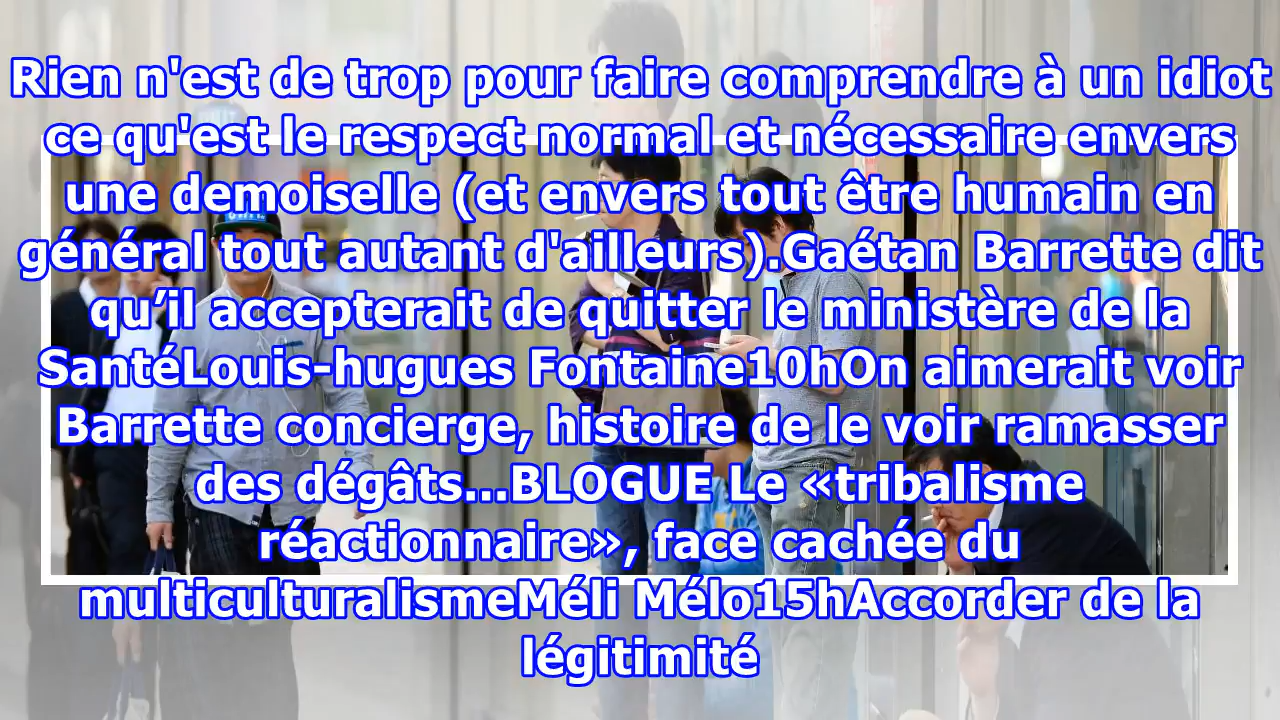 Rien n'est de trop pour faire comprendre à un idiot
ce qu'est le respect normal et nécessaire envers
une demoiselle (et envers tout être humain en
général tout autant d'ailleurs).Gaétan Barrette dit
qu’il accepterait de quitter le ministère de la
SantéLouis-hugues Fontaine10hOn aimerait voir
Barrette concierge, histoire de le voir ramasser
des dégâts...BLOGUE Le «tribalisme
réactionnaire», face cachée du
multiculturalismeMéli Mélo15hAccorder de la
légitimité